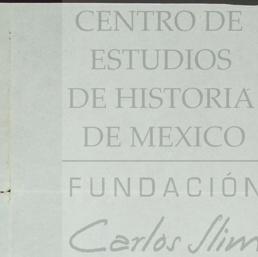 CENTRO DE
ESTUDIOS
DE HISTORIA
DE MEXICO
FUNDACIÓN
Carlos Slim